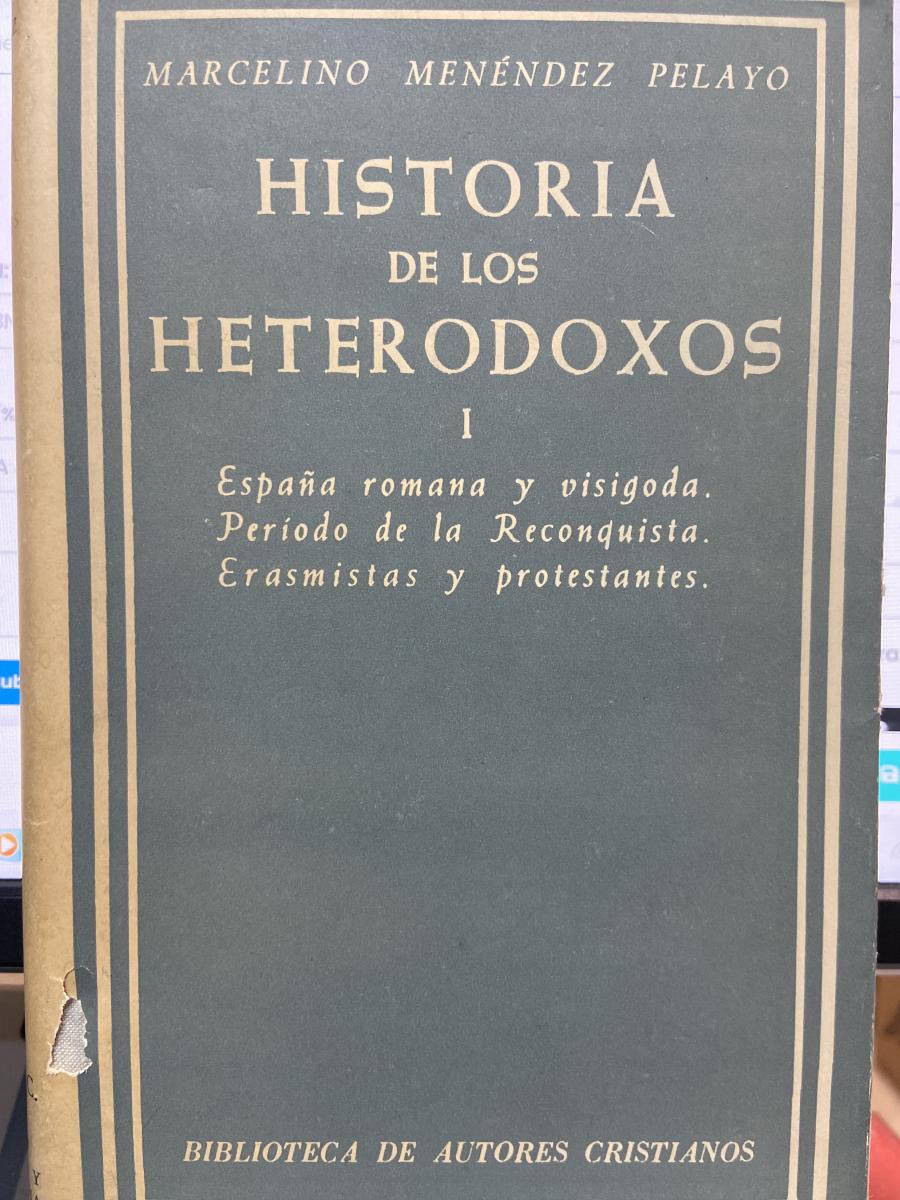 MARCELINO MENÉNDEZ PELAYO
HISTORIA
DE LOS
HETERODOXOS
I
España romana y visigoda.
Período de la Reconquista.
Erasmistas y protestantes.
BIBLIOTECA DE AUTORES CRISTIANOS
C.
Y